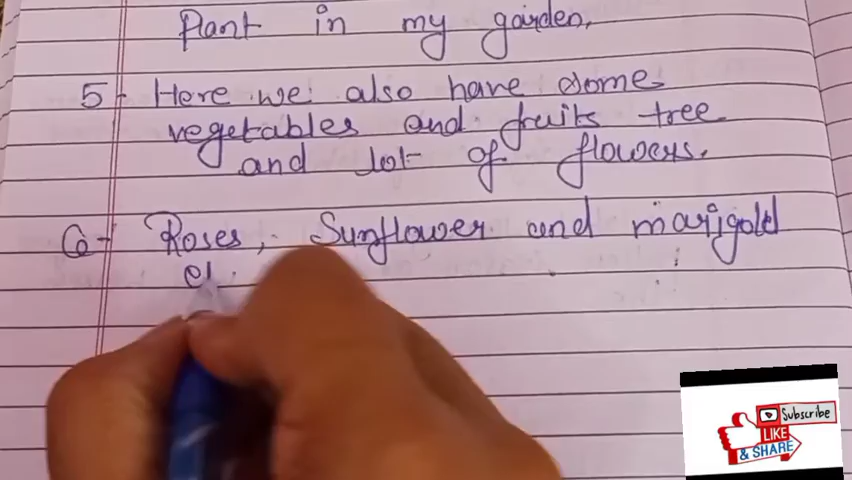 Plant in my garden.
5- Here we also have some
vegetables and fruits tree
and lot of flowers.
6- Roses, Sunflower and marigold
Subscribe
LIKE
& SHARE